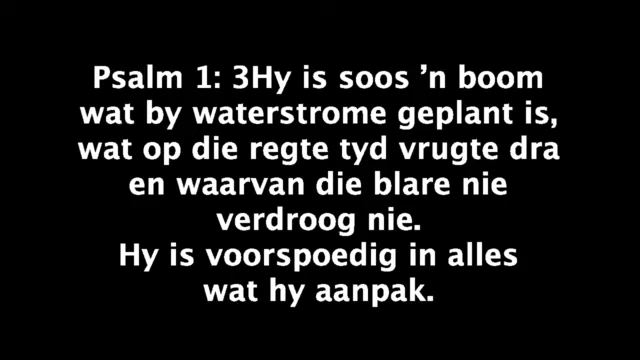 Psalm 1: 3Hy is soos ’n boom
wat by waterstrome geplant is,
wat op die regte tyd vrugte dra
en waarvan die blare nie
verdroog nie.
Hy is voorspoedig in alles
wat hy aanpak.